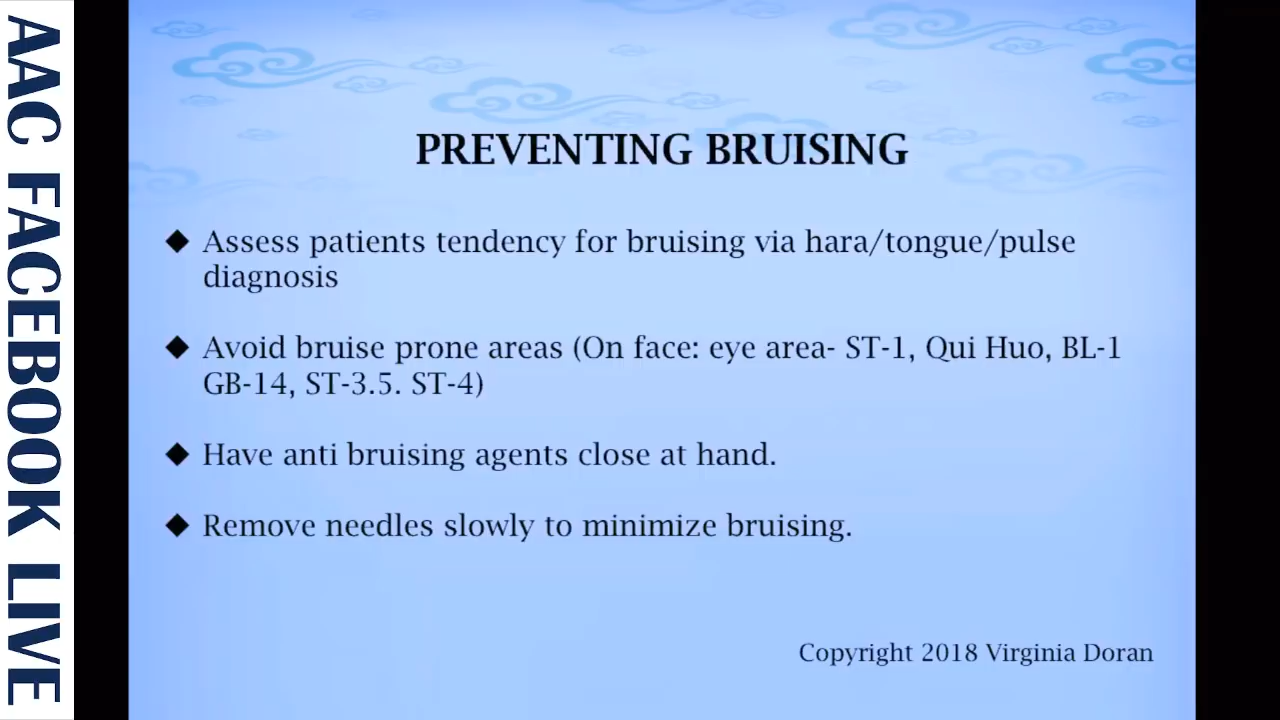 AAC FACEBOOK LIVE
PREVENTING BRUISING
◆ Assess patients tendency for bruising via hara/tongue/pulse
diagnosis
◆ Avoid bruise prone areas (On face: eye area- ST-1, Qui Huo, BL-1
GB-14, ST-3.5. ST-4)
◆ Have anti bruising agents close at hand.
◆ Remove needles slowly to minimize bruising.
Copyright 2018 Virginia Doran